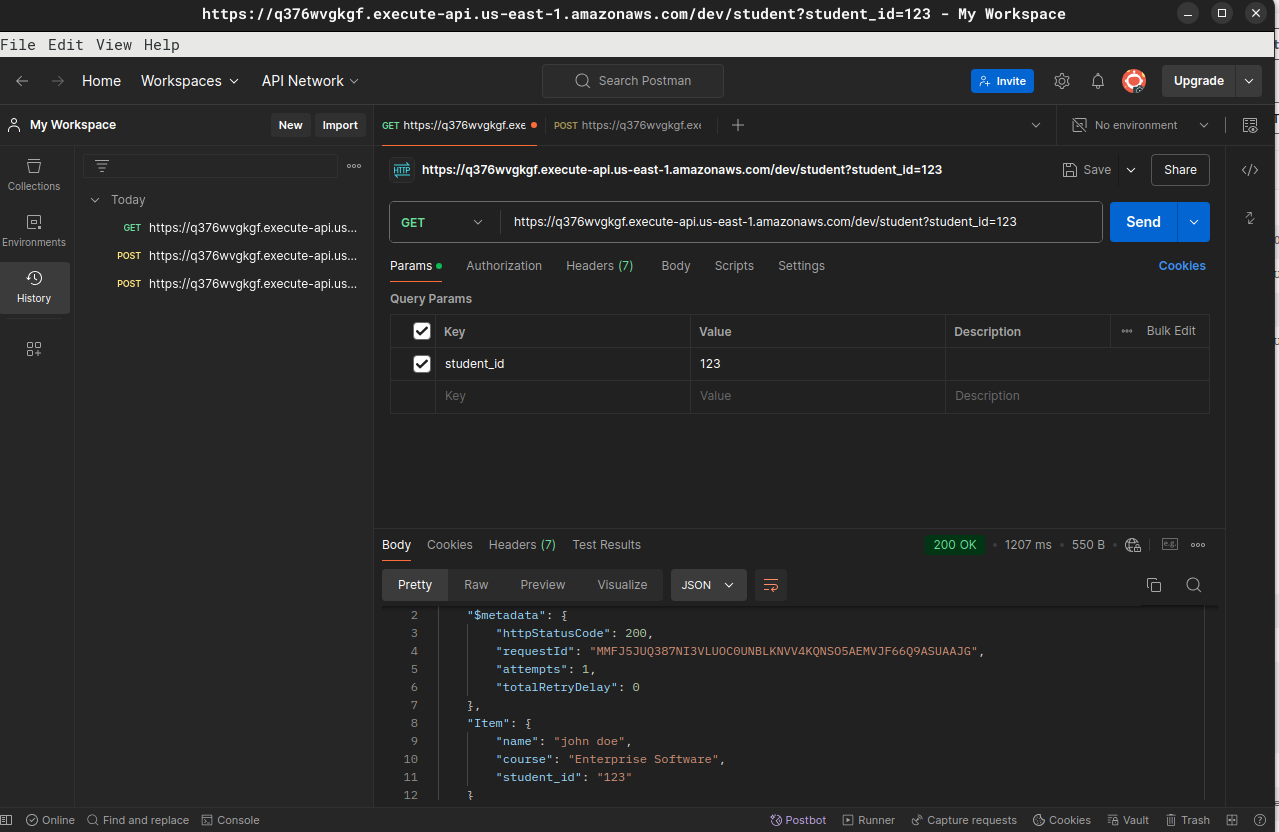 https://q376wvgkgf.execute-api.us-east-1.amazonaws.com/dev/student?student_id=123 - My Workspace
File Edit View Help
Home Workspaces API Network Search Postman Invite Upgrade
My Workspace New Import
GET https://q376wvgkgf.exe POST https://q376wvgkgf.exe No environment
HTTP https://q376wvgkgf.execute-api.us-east-1.amazonaws.com/dev/student?student_id=123 Save Share
Collections
Environments
History
Today
GET https://q376wvgkgf.execute-api.us...
POST https://q376wvgkgf.execute-api.us...
POST https://q376wvgkgf.execute-api.us...
GET https://q376wvgkgf.execute-api.us-east-1.amazonaws.com/dev/student?student_id=123 Send
Params Authorization Headers (7) Body Scripts Settings Cookies
Query Params
Key Value Description Bulk Edit
student_id 123
Key Value Description
Body Cookies Headers (7) Test Results 200 OK 1207 ms 550 B e.g.
Pretty Raw Preview Visualize JSON
2 "$metadata": {
3 "httpStatusCode": 200,
4 "requestId": "MMFJ5JUQ387NI3VLUOC0UNBLKNVV4KQNSO5AEMVJF66Q9ASUAAJG",
5 "attempts": 1,
6 "totalRetryDelay": 0
7 },
8 "Item": {
9 "name": "john doe",
10 "course": "Enterprise Software",
11 "student_id": "123"
12 }
Online Find and replace Console Postbot Runner Capture requests Cookies Vault Trash